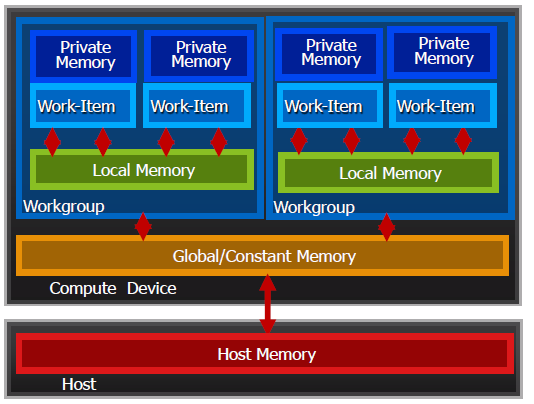 Private
Memory
Private
Memory
Private
Memory
Private
Memory
Work-Item
Work-Item
Work-Item
Work-Item
Local Memory
Local Memory
Workgroup
Workgroup
Global/Constant Memory
Compute Device
Host Memory
Host